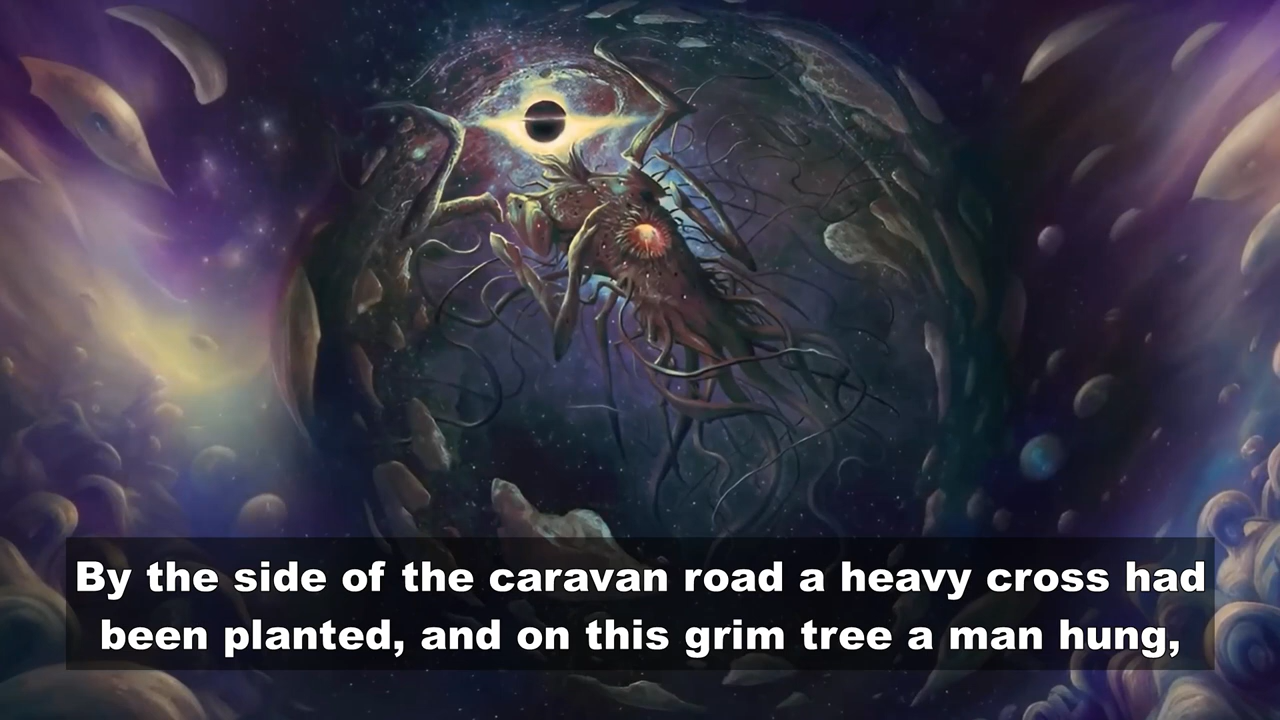 By the side of the caravan road a heavy cross had
been planted, and on this grim tree a man hung,